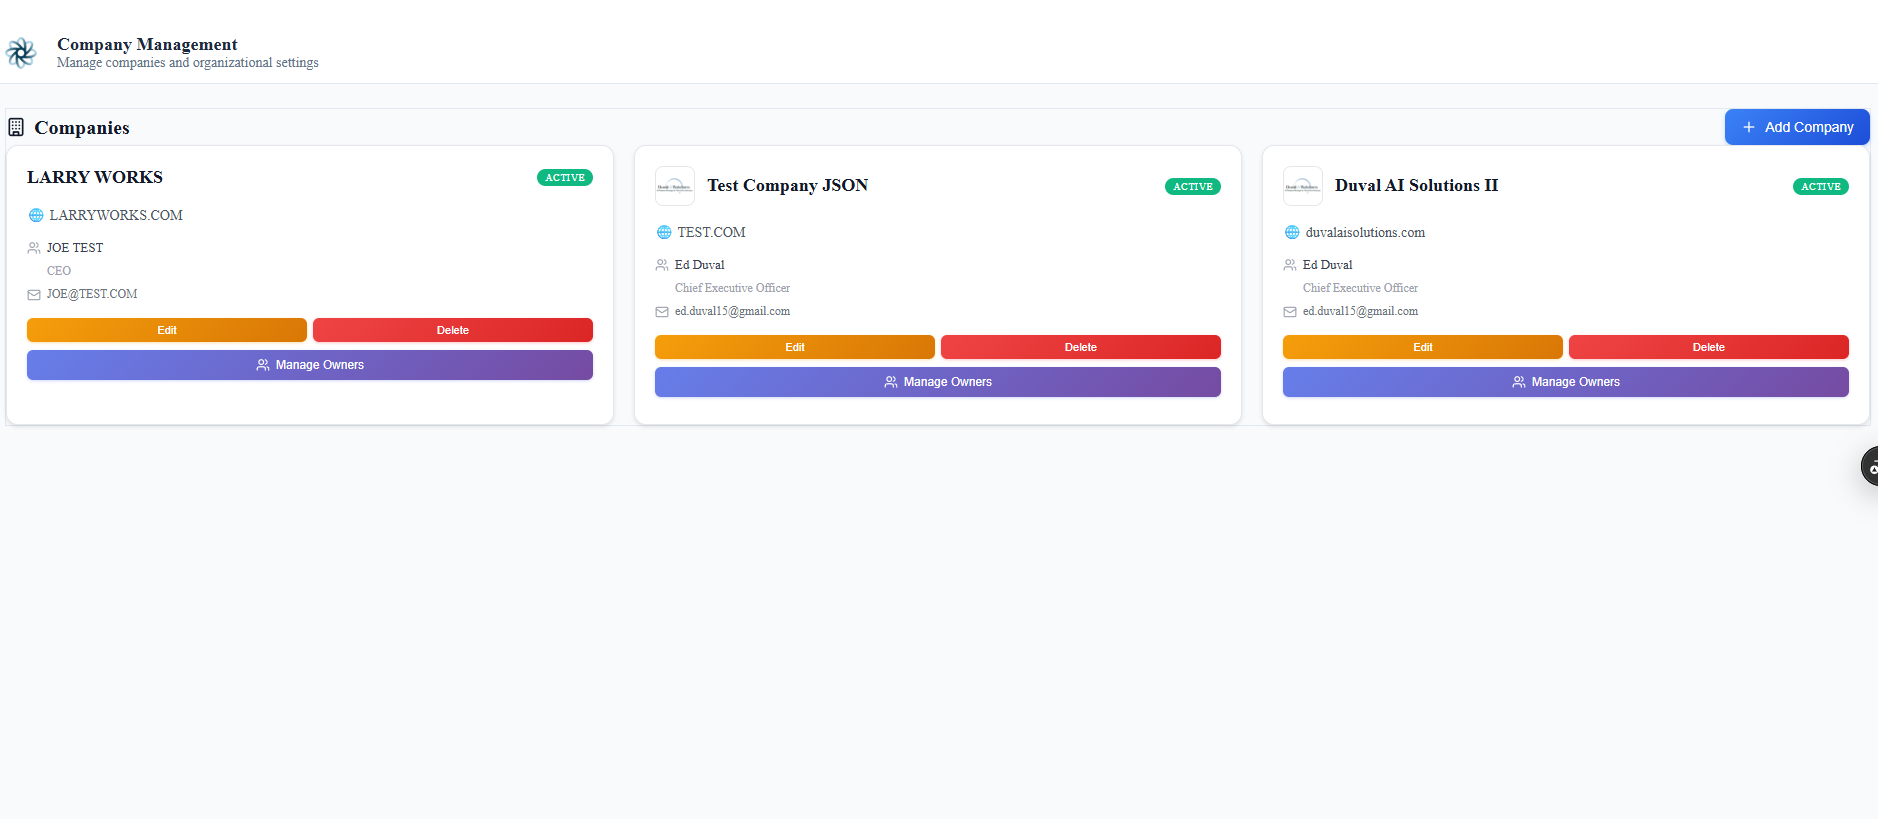 Company Management
Manage companies and organizational settings
Companies
Add Company
LARRY WORKS
ACTIVE
LARRYWORKS.COM
JOE TEST
CEO
JOE@TEST.COM
Edit
Delete
Manage Owners
Test Company JSON
ACTIVE
TEST.COM
Ed Duval
Chief Executive Officer
ed.duval15@gmail.com
Edit
Delete
Manage Owners
Duval AI Solutions II
ACTIVE
duvalaisolutions.com
Ed Duval
Chief Executive Officer
ed.duval15@gmail.com
Edit
Delete
Manage Owners